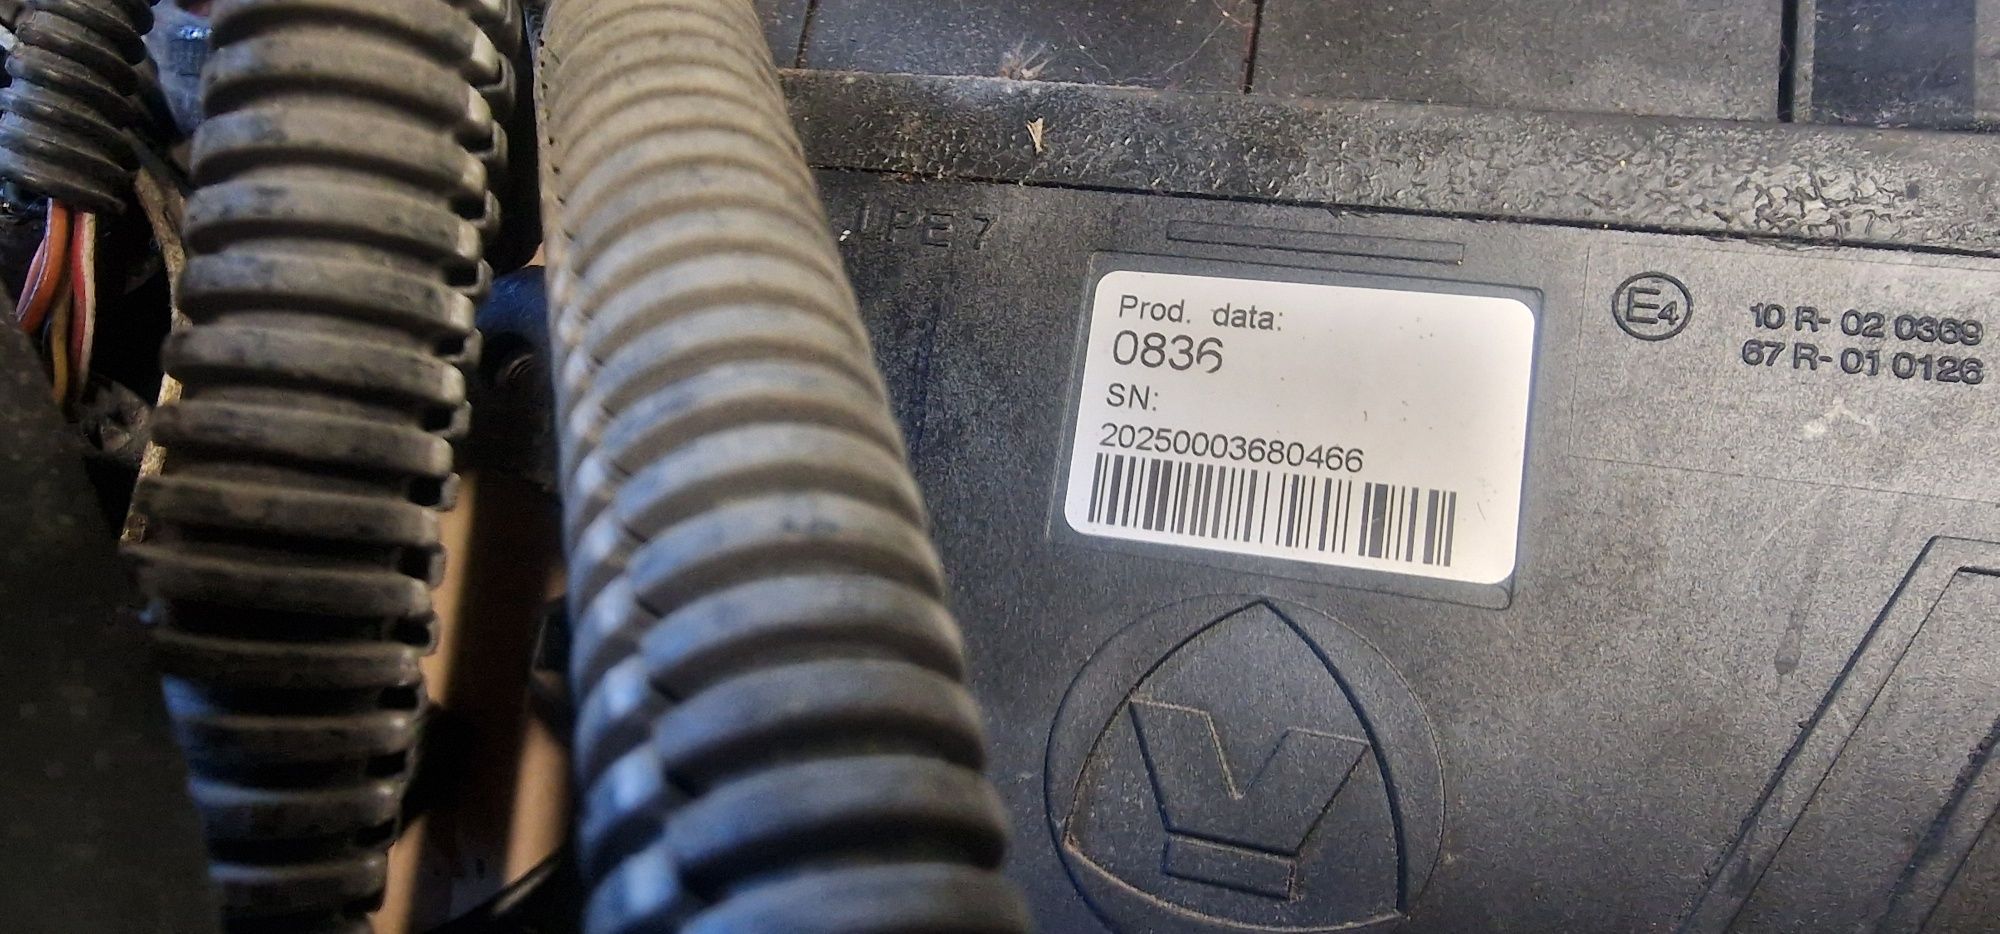 Prod. data:
0836
SN:
20250003680466
E4
10 R- 02 0369
67 R- 01 0126